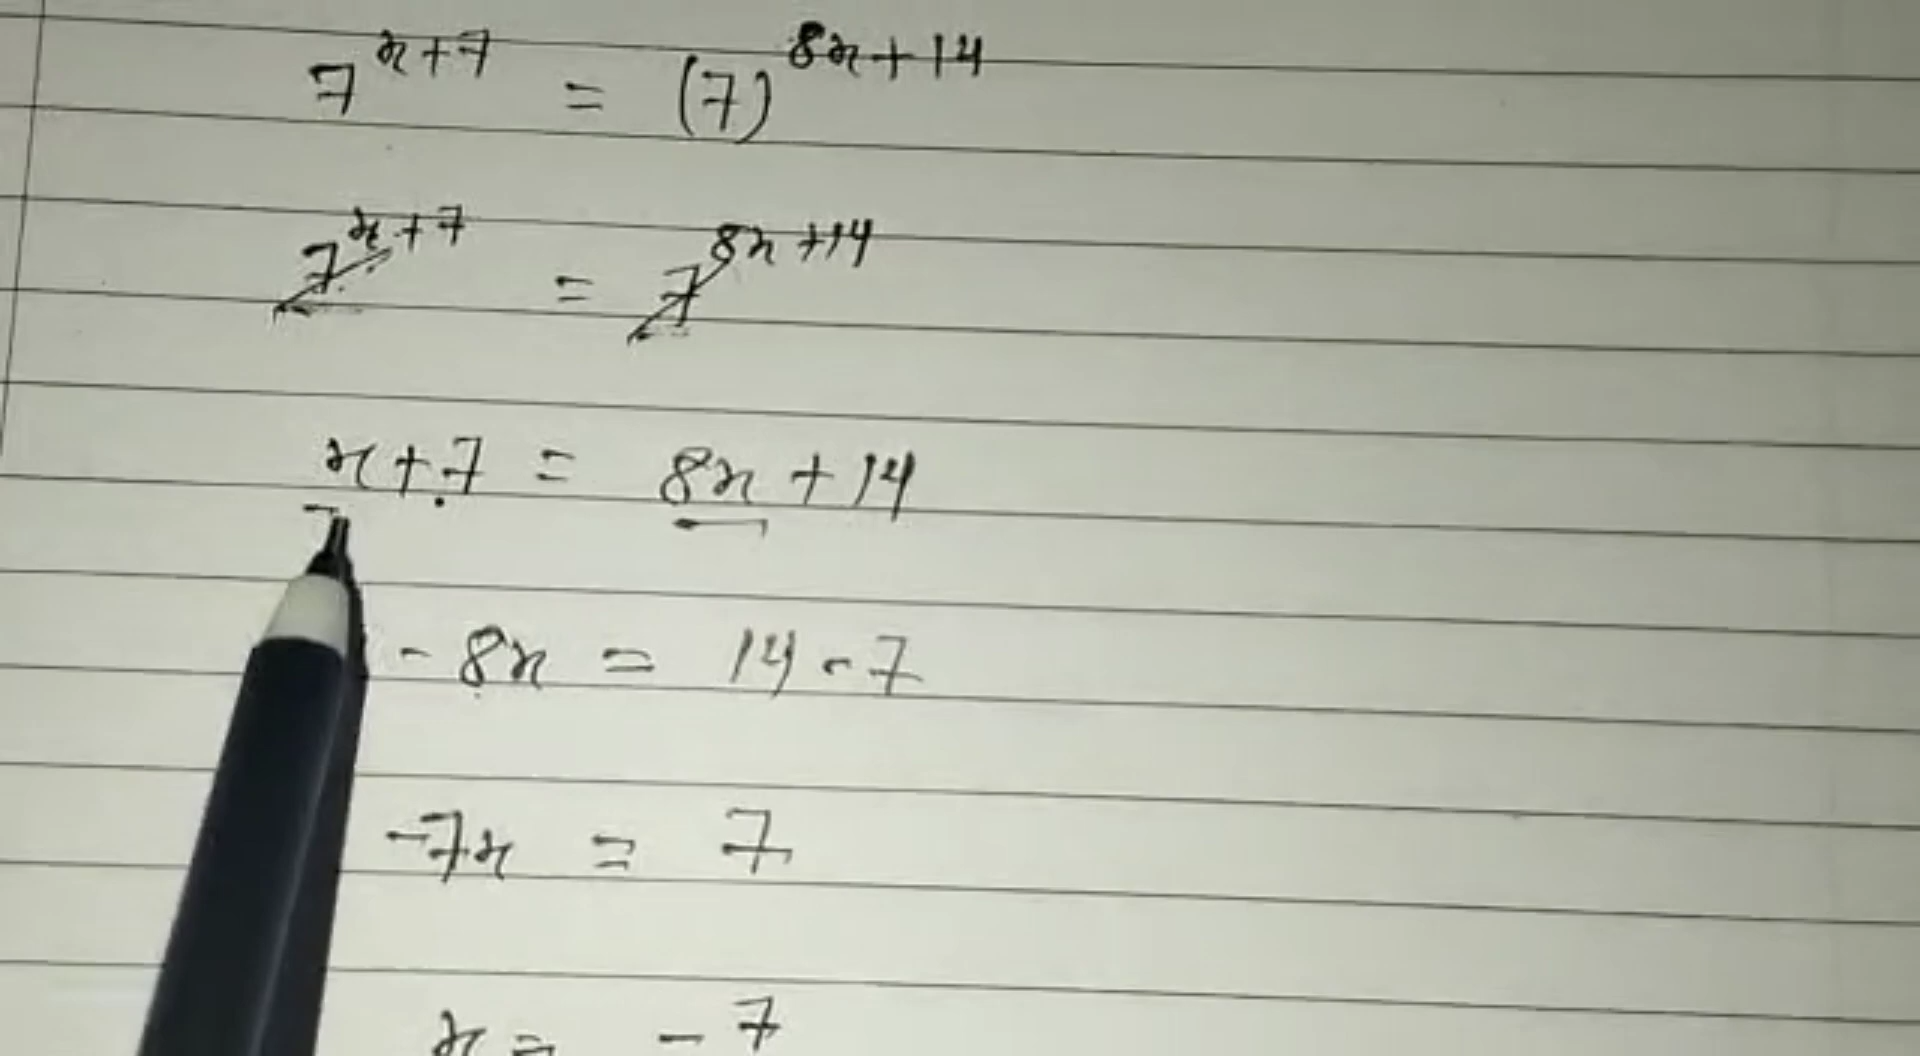 7^{x+7} = (7)^{8x+14}
7^{x+7} = 7^{8x+14}
x+7 = 8x+14
-8x = 14-7
-7x = 7
x = -7